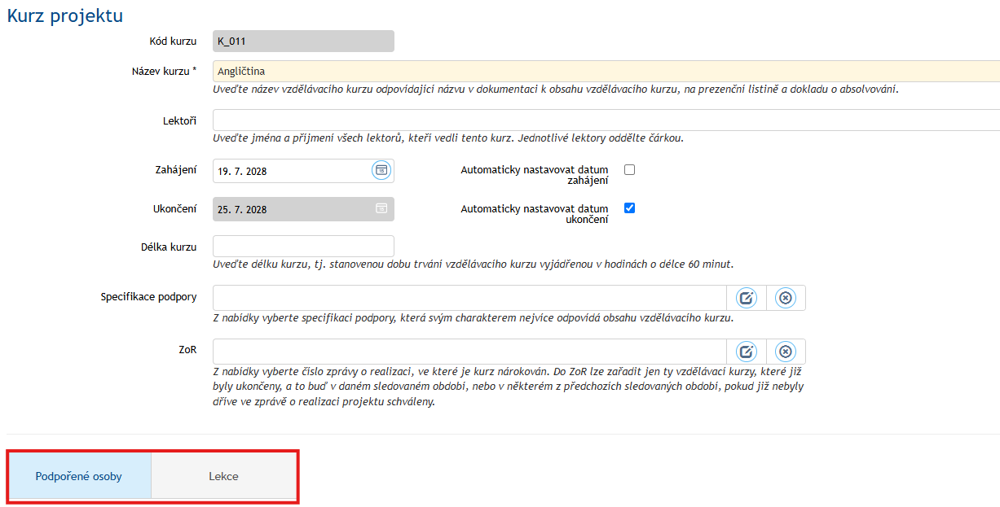 Kurz projektu
Kód kurzu K_011
Název kurzu * Angličtina
Uveďte název vzdělávacího kurzu odpovídající názvu v dokumentaci k obsahu vzdělávacího kurzu, na prezenční listině a dokladu o absolvování.
Lektoři
Uveďte jména a příjmení všech lektorů, kteří vedli tento kurz. Jednotlivé lektory oddělte čárkou.
Zahájení 19. 7. 2028 Automaticky nastavovat datum
zahájení
Ukončení 25. 7. 2028 Automaticky nastavovat datum
ukončení
Délka kurzu
Uveďte délku kurzu, tj. stanovenou dobu trvání vzdělávacího kurzu vyjádřenou v hodinách o délce 60 minut.
Specifikace podpory
Z nabídky vyberte specifikaci podpory, která svým charakterem nejvíce odpovídá obsahu vzdělávacího kurzu.
ZoR
Z nabídky vyberte číslo zprávy o realizaci, ve které je kurz nárokován. Do ZoR lze zařadit jen ty vzdělávací kurzy, které již
byly ukončeny, a to buď v daném sledovaném období, nebo v některém z předchozích sledovaných období, pokud již nebyly
dříve ve zprávě o realizaci projektu schváleny.
Podpořené osoby Lekce